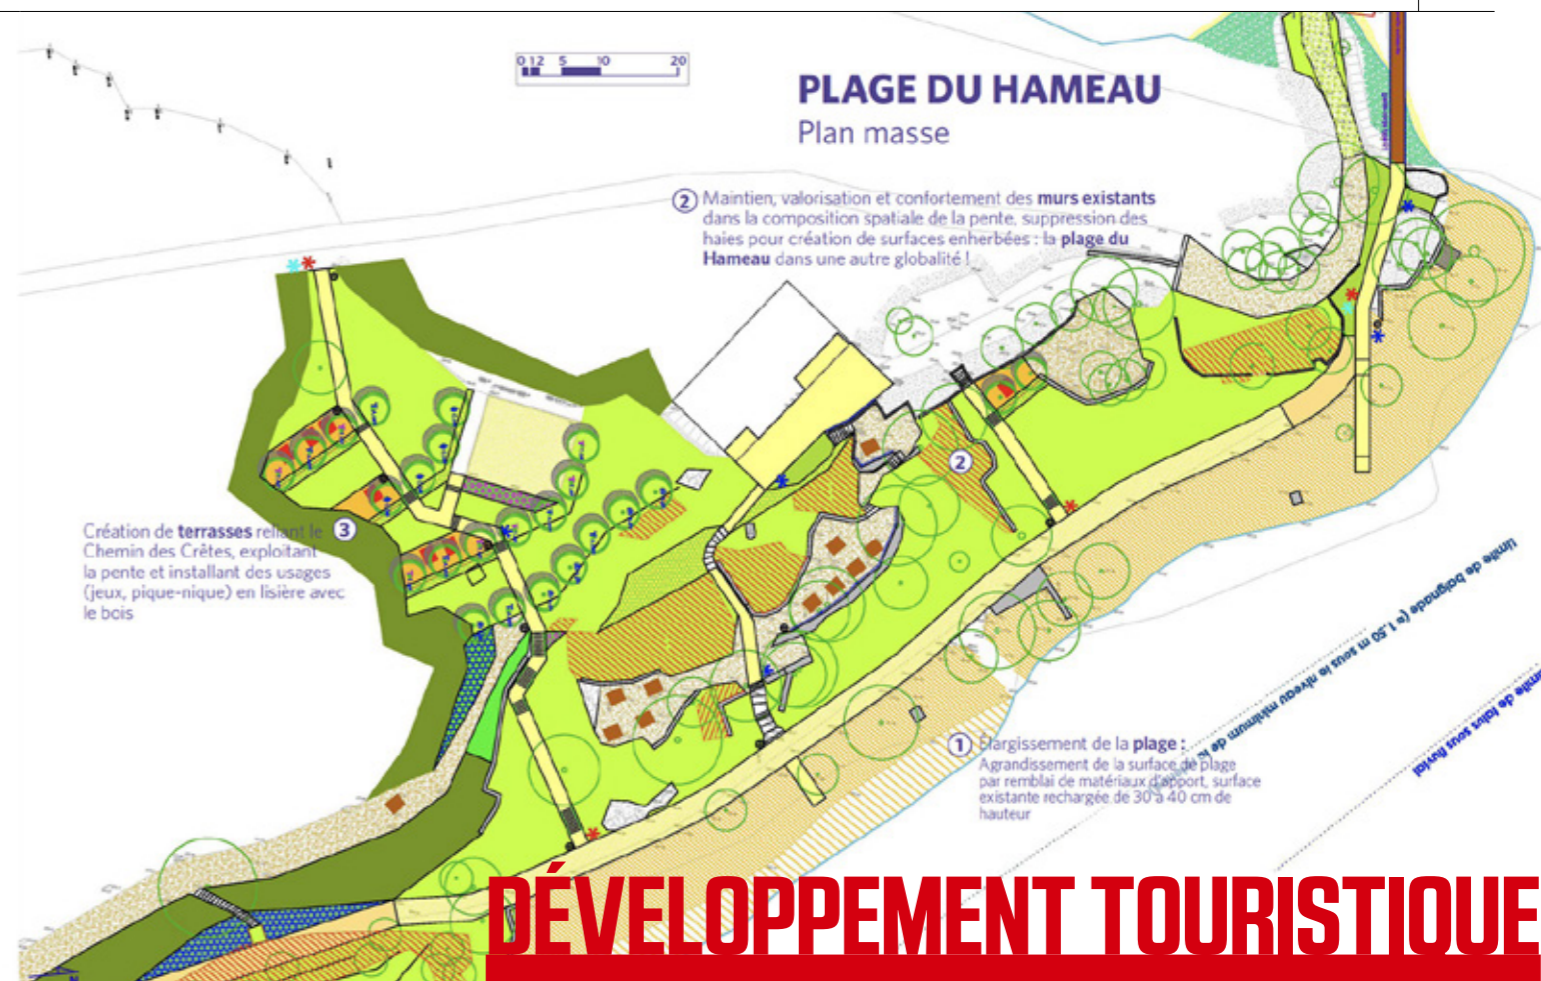 0 1 2 5 10 20
PLAGE DU HAMEAU
Plan masse
2 Maintien, valorisation et confortement des murs existants
dans la composition spatiale de la pente, suppression des
haies pour création de surfaces enherbées : la plage du
Hameau dans une autre globalité !
2
Création de terrasses reliant le 3
Chemin des Crêtes, exploitant
la pente et installant des usages
(jeux, pique-nique) en lisière avec
le bois
Limite de baignade (= 1.50 m sous le niveau minimum de
limite de talus sous fluvial
1 Élargissement de la plage :
Agrandissement de la surface de plage
par remblai de matériaux d'apport, surface
existante rechargée de 30 à 40 cm de
hauteur
DÉVELOPPEMENT TOURISTIQUE